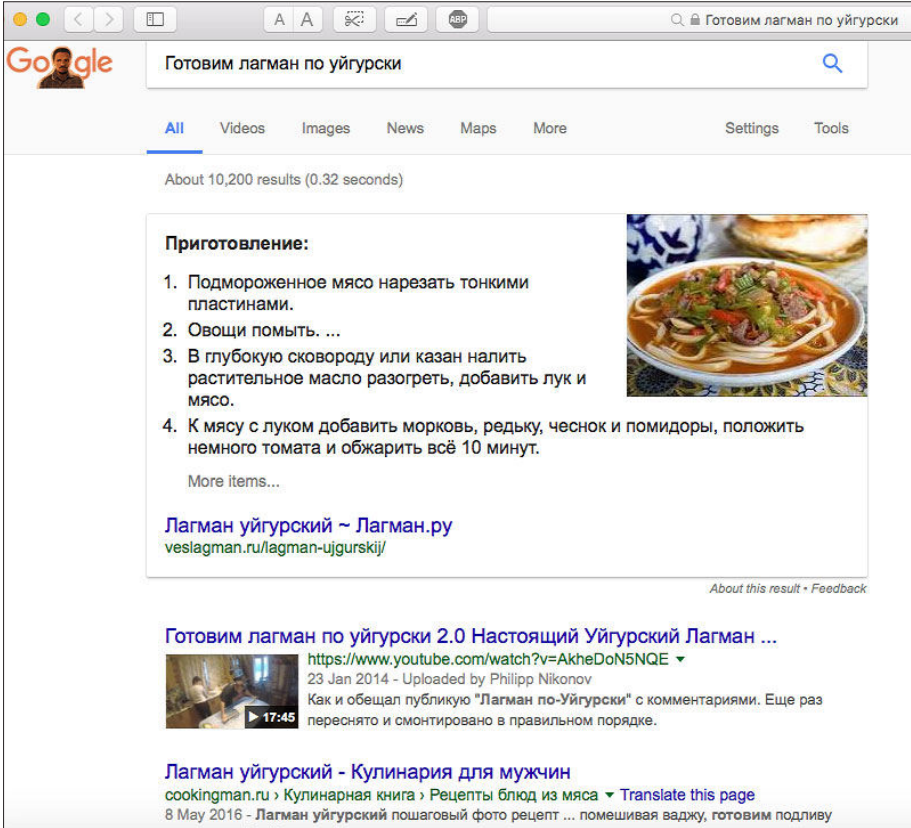 A A ABP Готовим лагман по уйгурски
Google Готовим лагман по уйгурски
All Videos Images News Maps More Settings Tools
About 10,200 results (0.32 seconds)
Приготовление:
1. Подмороженное мясо нарезать тонкими
пластинами.
2. Овощи помыть. ...
3. В глубокую сковороду или казан налить
растительное масло разогреть, добавить лук и
мясо.
4. К мясу с луком добавить морковь, редьку, чеснок и помидоры, положить
немного томата и обжарить всё 10 минут.
More items...
Лагман уйгурский ~ Лагман.ру
veslagman.ru/lagman-ujgurskij/
About this result • Feedback
Готовим лагман по уйгурски 2.0 Настоящий Уйгурский Лагман ...
https://www.youtube.com/watch?v=AkheDoN5NQE
23 Jan 2014 - Uploaded by Philipp Nikonov
Как и обещал публикую "Лагман по-Уйгурски" с комментариями. Еще раз
17:45 переснято и смонтировано в правильном порядке.
Лагман уйгурский - Кулинария для мужчин
cookingman.ru › Кулинарная книга › Рецепты блюд из мяса Translate this page
8 May 2016 - Лагман уйгурский пошаговый фото рецепт ... помешивая ваджу, готовим подливу